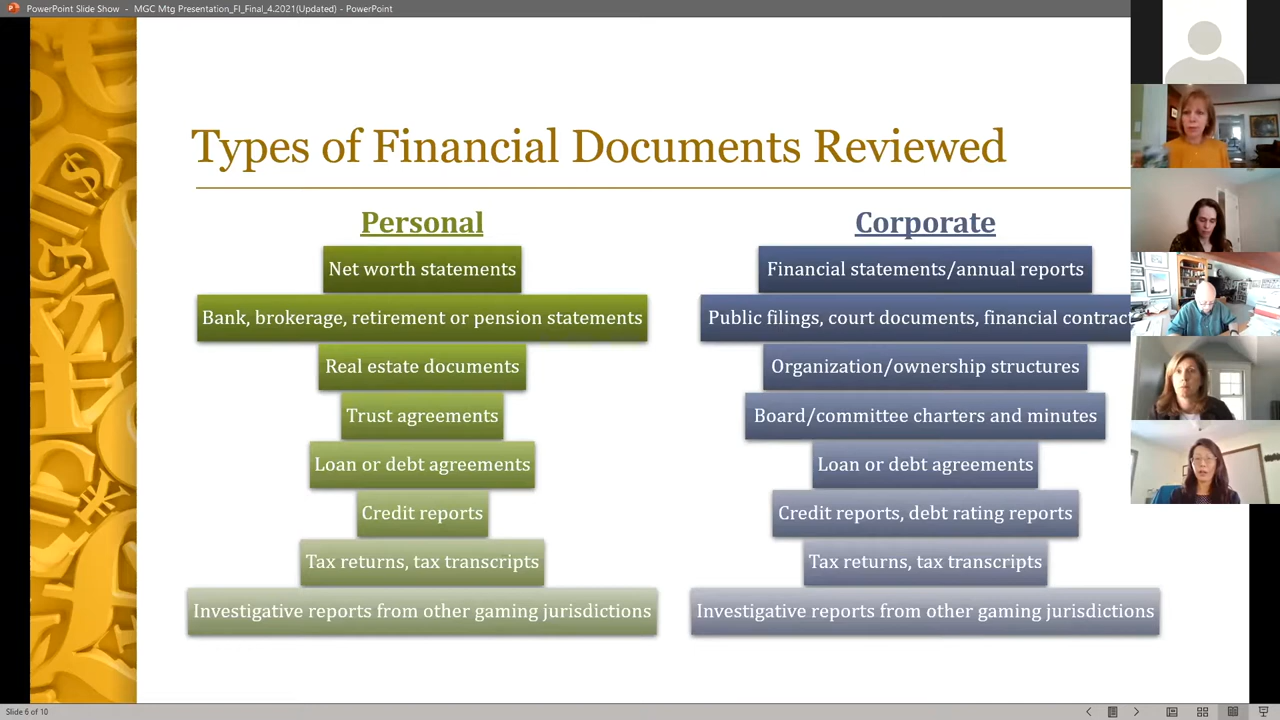 PowerPoint Slide Show - MGC Mtg Presentation_FI_Final_4.2021(Updated) - PowerPoint
Types of Financial Documents Reviewed
Personal
Net worth statements
Bank, brokerage, retirement or pension statements
Real estate documents
Trust agreements
Loan or debt agreements
Credit reports
Tax returns, tax transcripts
Investigative reports from other gaming jurisdictions
Corporate
Financial statements/annual reports
Public filings, court documents, financial contract
Organization/ownership structures
Board/committee charters and minutes
Loan or debt agreements
Credit reports, debt rating reports
Tax returns, tax transcripts
Investigative reports from other gaming jurisdictions
Slide 6 of 10